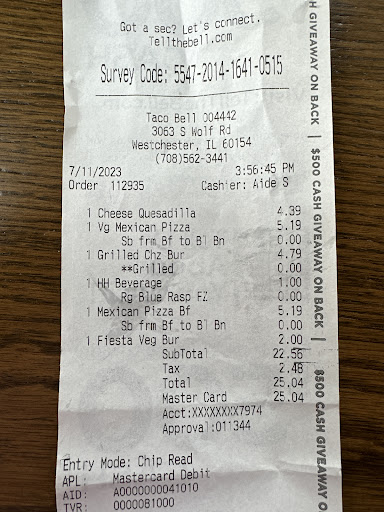 Got a sec? Let's connect.
Tellthebell.com
Survey Code: 5547-2014-1641-0515
Taco Bell 004442
3063 S Wolf Rd
Westchester, IL 60154
(708)562-3441
7/11/2023 3:56:45 PM
Order 112935 Cashier: Aide S
1 Cheese Quesadilla 4.39
1 Vg Mexican Pizza 5.19
Sb frm Bf to Bl Bn 0.00
1 Grilled Chz Bur 4.79
**Grilled 0.00
1 HH Beverage 1.00
Rg Blue Rasp FZ 0.00
1 Mexican Pizza Bf 5.19
Sb frm Bf to Bl Bn 0.00
1 Fiesta Veg Bur 2.00
SubTotal 22.56
Tax 2.48
Total 25.04
Master Card 25.04
Acct:XXXXXXXX7974
Approval:011344
Entry Mode: Chip Read
APL: Mastercard Debit
AID: A0000000041010
TVR: 0000081000
H GIVEAWAY ON BACK | $500 CASH GIVEAWAY ON BACK | $500 CASH GIVEAWAY O